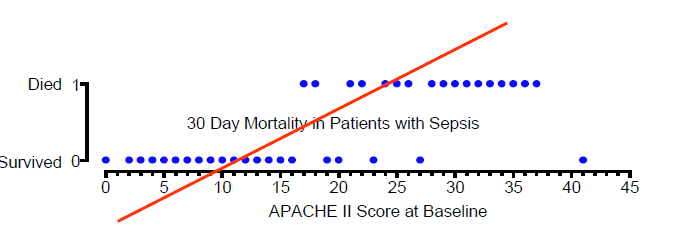 Died 1
30 Day Mortality in Patients with Sepsis
Survived 0
0 5 10 15 20 25 30 35 40 45
APACHE II Score at Baseline